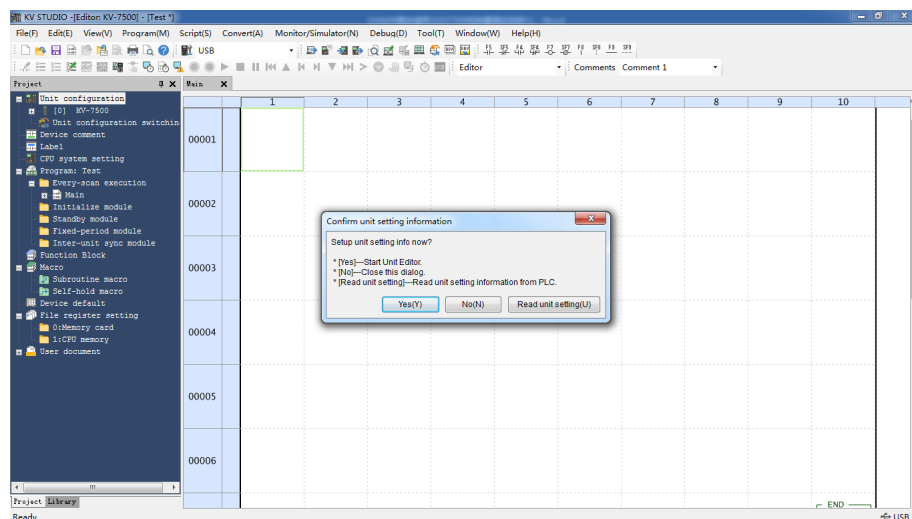 KV STUDIO -[Editor: KV-7500] - [Test *]
File(F) Edit(E) View(V) Program(M) Script(S) Convert(A) Monitor/Simulator(N) Debug(D) Tool(T) Window(W) Help(H)
USB
Editor Comments Comment 1
Project Main
Unit configuration
[0] KV-7500
Unit configuration switchin
Device comment
Label
CPU system setting
Program: Test
Every-scan execution
Main
Initialize module
Standby module
Fixed-period module
Inter-unit sync module
Function Block
Macro
Subroutine macro
Self-hold macro
Device default
File register setting
0:Memory card
1:CPU memory
User document
Project Library
1 2 3 4 5 6 7 8 9 10
00001
00002
00003
00004
00005
00006
END
Confirm unit setting information
Setup unit setting info now?
* [Yes]---Start Unit Editor.
* [No]---Close this dialog.
* [Read unit setting]---Read unit setting information from PLC.
Yes(Y) No(N) Read unit setting(U)
Ready USB